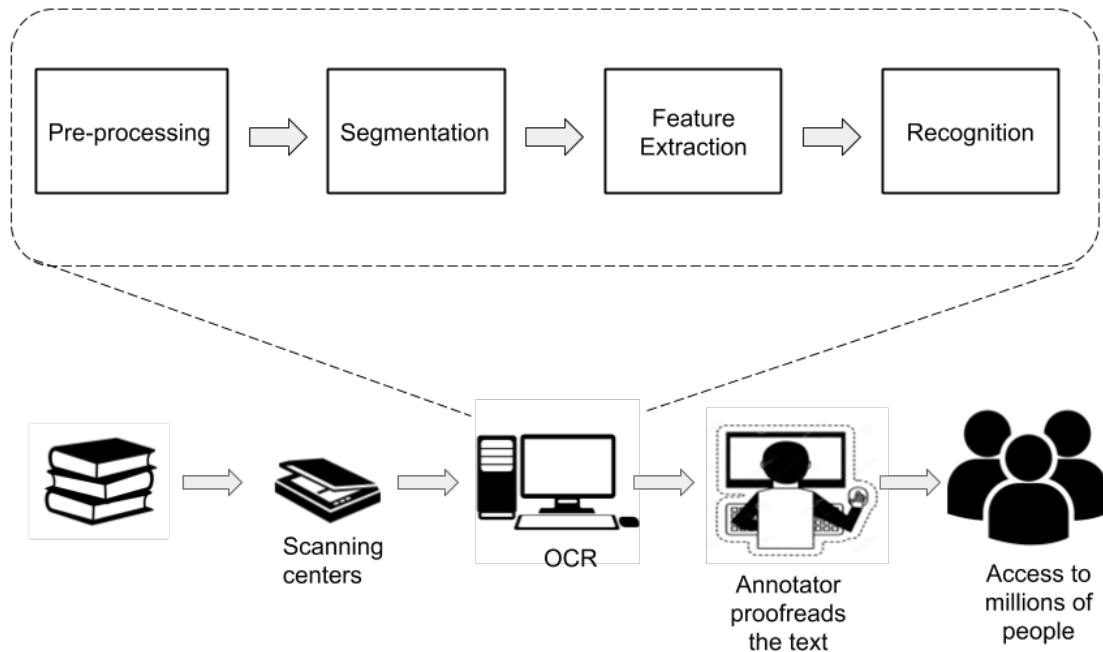 Pre-processing
Segmentation
Feature
Extraction
Recognition
Scanning
centers
OCR
Annotator
proofreads
the text
Access to
millions of
people